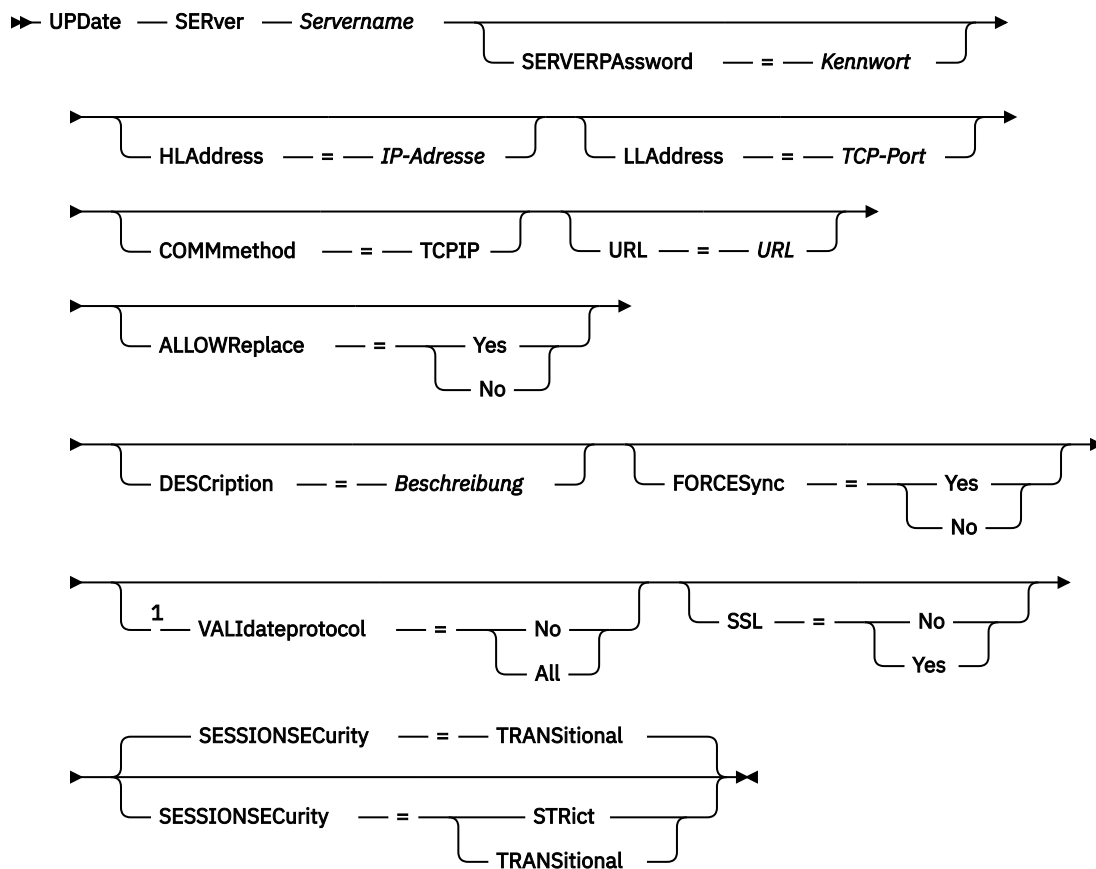 UPDate SERver Servername
SERVERPAssword = Kennwort
HLAddress = IP-Adresse LLAddress = TCP-Port
COMMmethod = TCPIP URL = URL
ALLOWReplace = Yes
No
DESCription = Beschreibung FORCESync = Yes
No
1 VALIdateprotocol = No
All
SSL = No
Yes
SESSIONSECurity = TRANSitional
SESSIONSECurity = STRict
TRANSitional